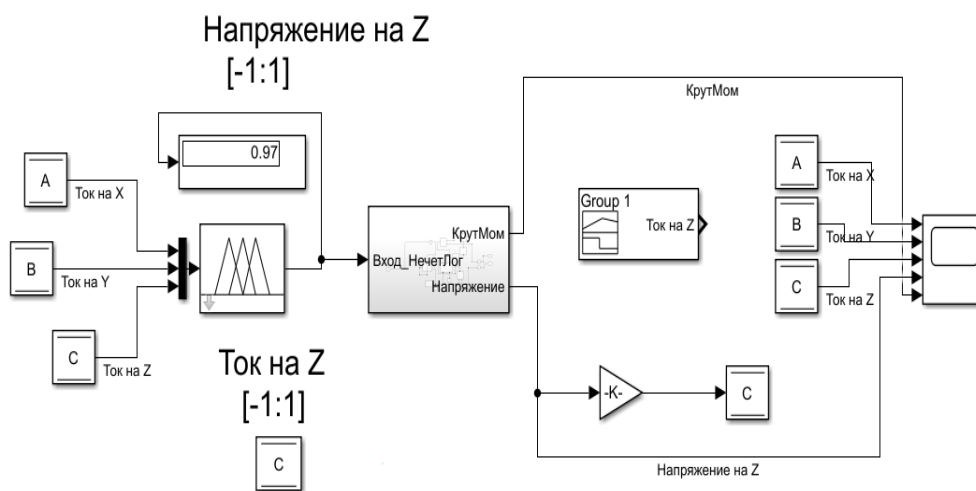 Напряжение на Z
[-1:1]
КрутМом
0.97
A
Ток на X
B
Ток на Y
C
Ток на Z
Вход_НечетЛог
КрутМом
Напряжение
Group 1
Ток на Z
A
Ток на X
B
Ток на Y
C
Ток на Z
Ток на Z
[-1:1]
C
-K-
C
Напряжение на Z